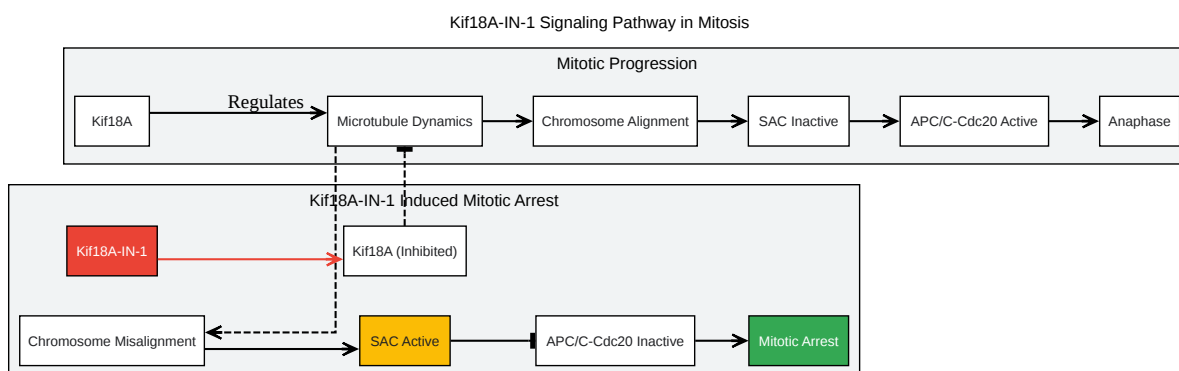 Kif18A-IN-1 Signaling Pathway in Mitosis
Mitotic Progression
Kif18A
Regulates
Microtubule Dynamics
Chromosome Alignment
SAC Inactive
APC/C-Cdc20 Active
Anaphase
Kif18A-IN-1 Induced Mitotic Arrest
Kif18A-IN-1
Kif18A (Inhibited)
Chromosome Misalignment
SAC Active
APC/C-Cdc20 Inactive
Mitotic Arrest